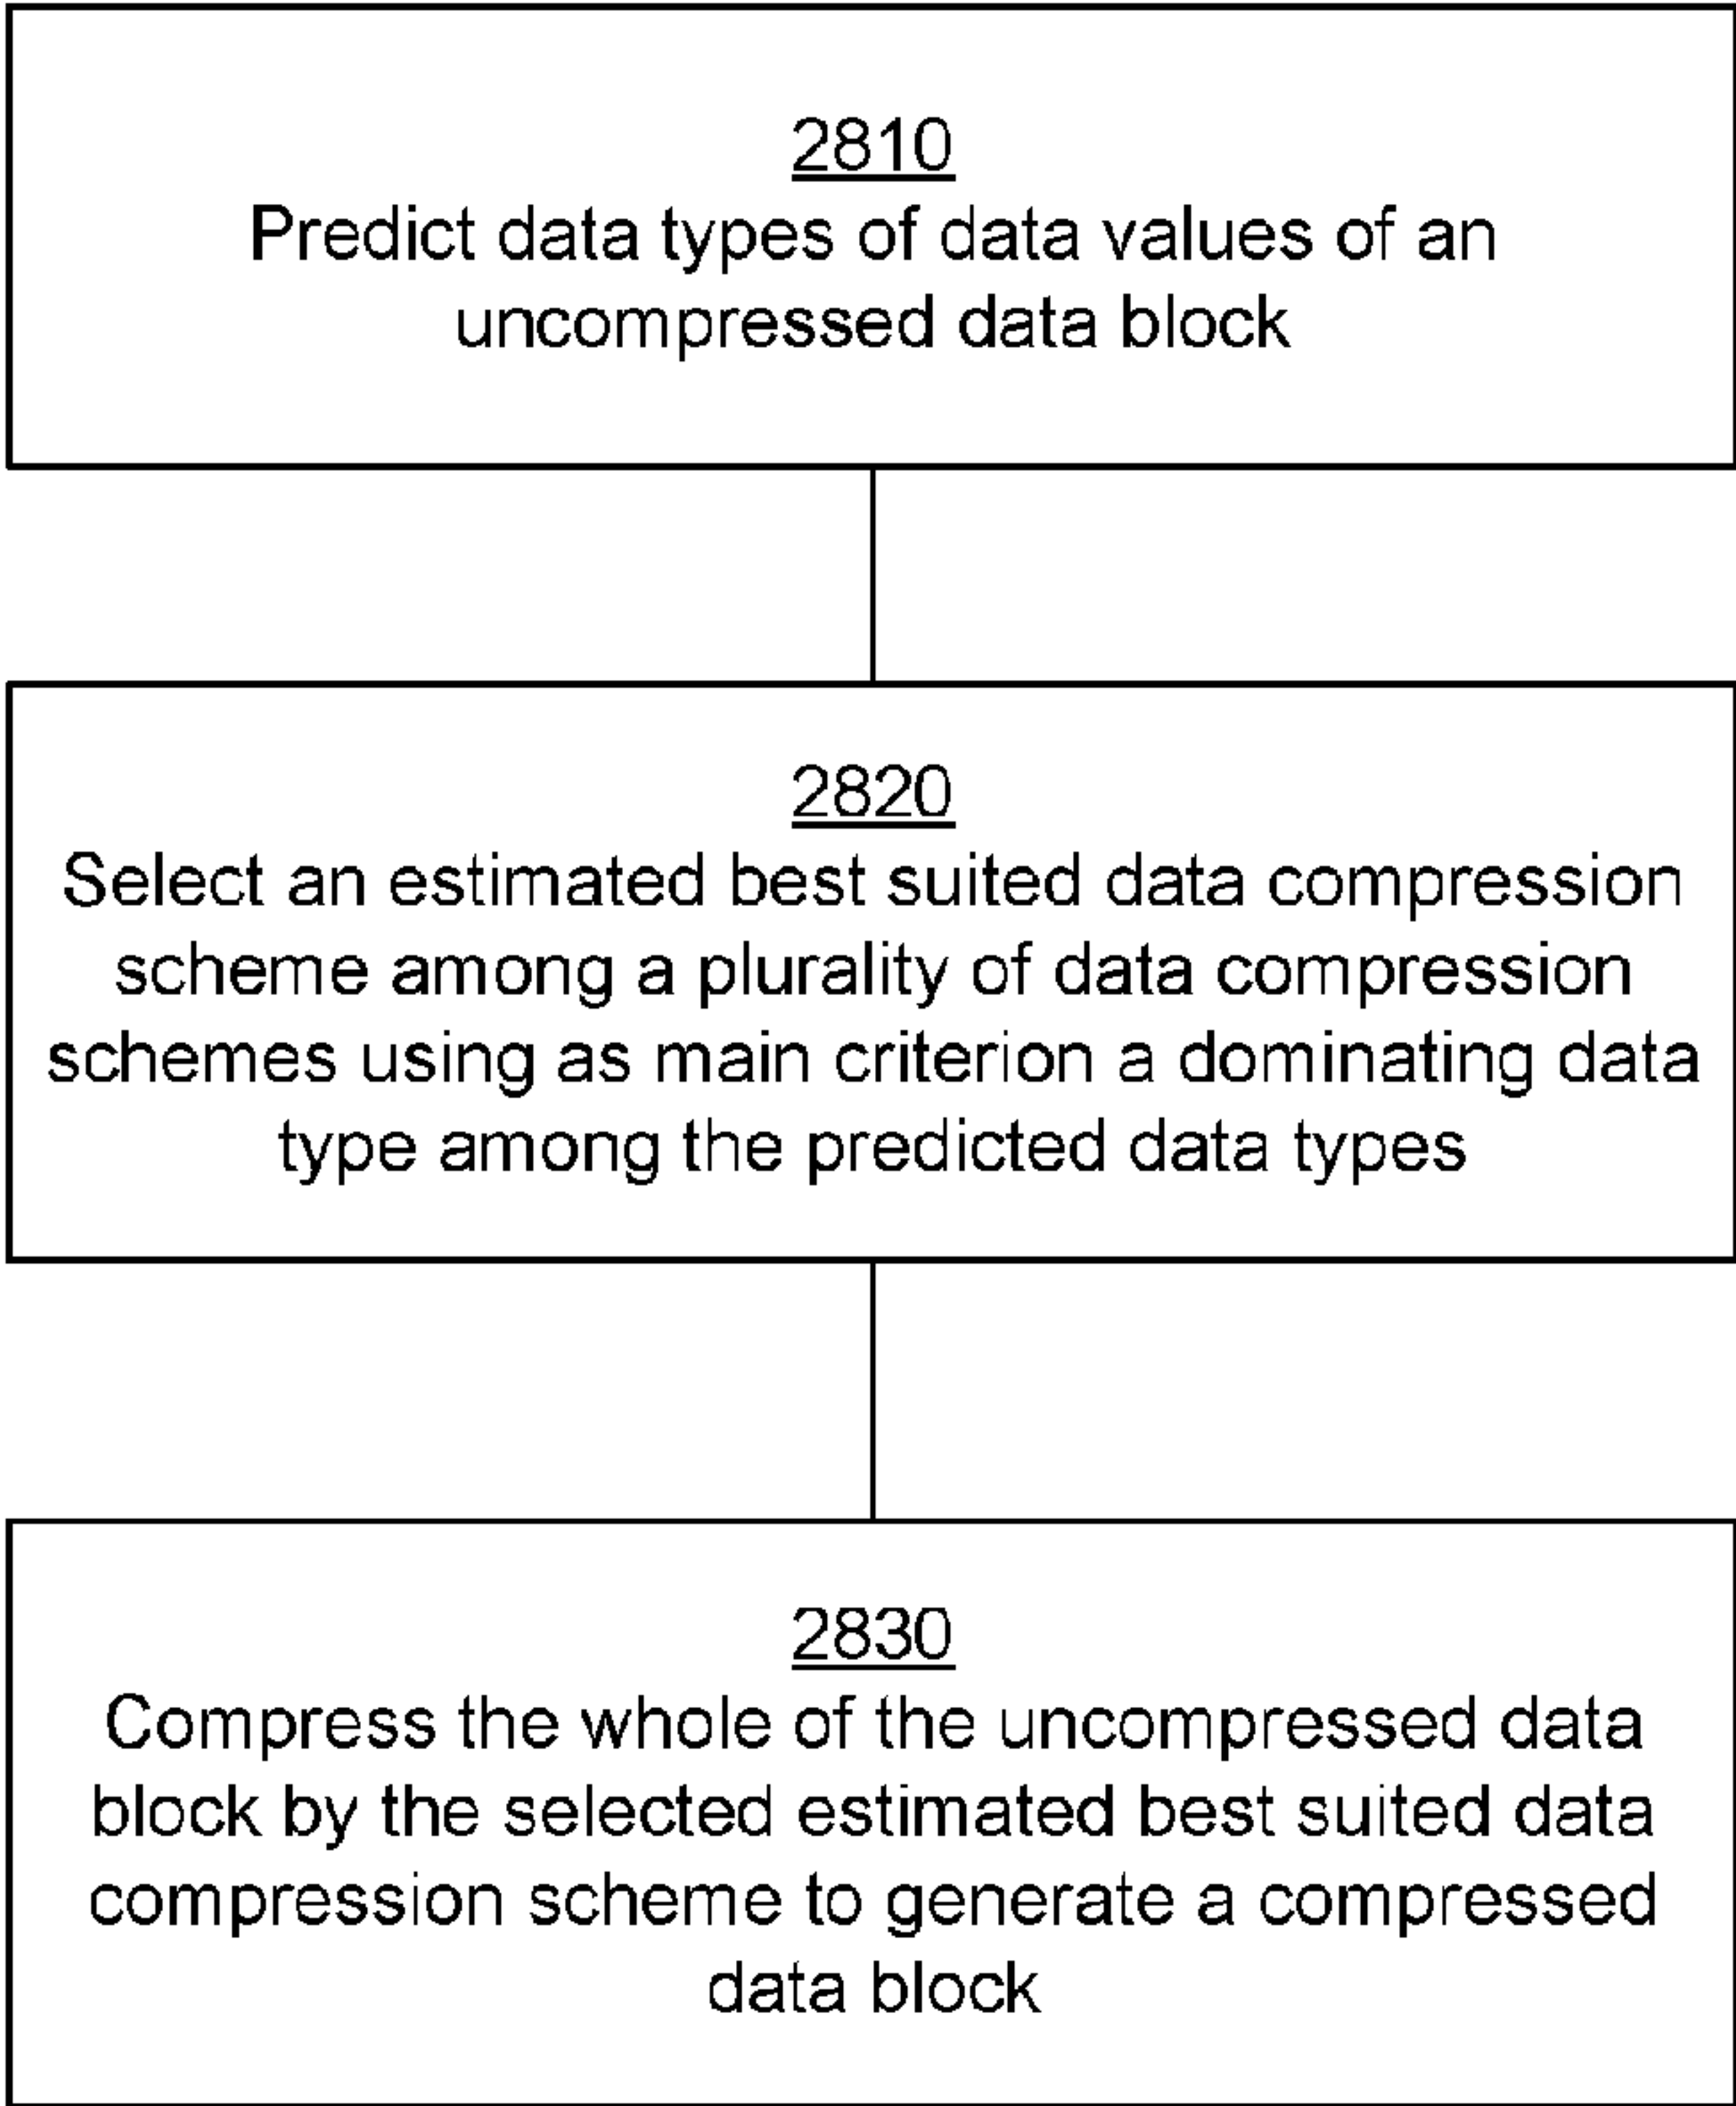 2810
Predict data types of data values of an
uncompressed data block
2820
Select an estimated best suited data compression
scheme among a plurality of data compression
schemes using as main criterion a dominating data
type among the predicted data types
2830
Compress the whole of the uncompressed data
block by the selected estimated best suited data
compression scheme to generate a compressed
data block